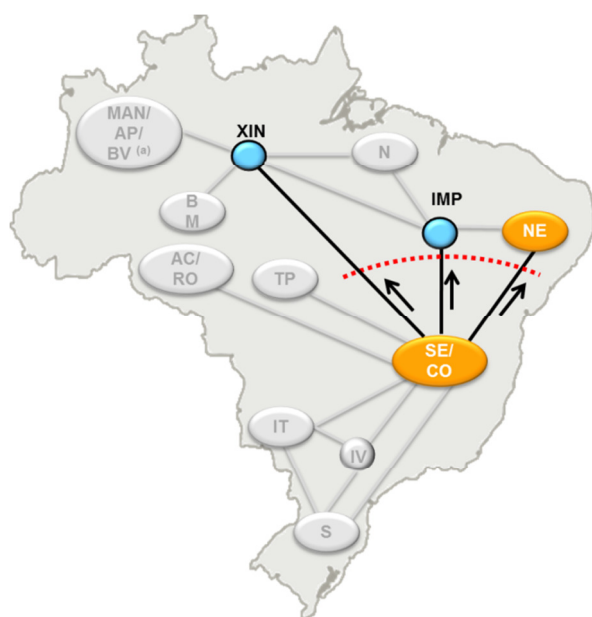 MAN/
AP/
BV (a)
XIN
N
IMP
B
M
NE
AC/
RO
TP
SE/
CO
IT
IV
S